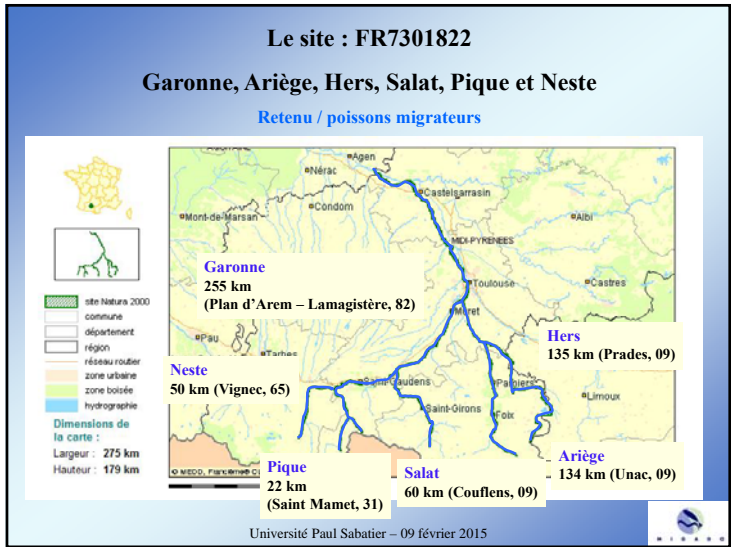 Le site : FR7301822
Garonne, Ariège, Hers, Salat, Pique et Neste
Retenu / poissons migrateurs
Agen
Nérac
Condom
Castelsarrasin
Mont-de-Marsan
Albi
MIDI-PYRENEES
Garonne
255 km
(Plan d'Arem – Lamagistère, 82)
Toulouse
Castres
Muret
site Natura 2000
commune
département
région
réseau routier
zone urbaine
zone boisée
hydrographie
Pau
Tarbes
Hers
135 km (Prades, 09)
Neste
50 km (Vignec, 65)
Saint-Gaudens
Pamiers
Limoux
Saint-Girons
Foix
Dimensions de
la carte :
Largeur : 275 km
Hauteur : 179 km
Pique
22 km
(Saint Mamet, 31)
Salat
60 km (Couflens, 09)
Ariège
134 km (Unac, 09)
© MEDD,
Université Paul Sabatier – 09 février 2015
MIGADO